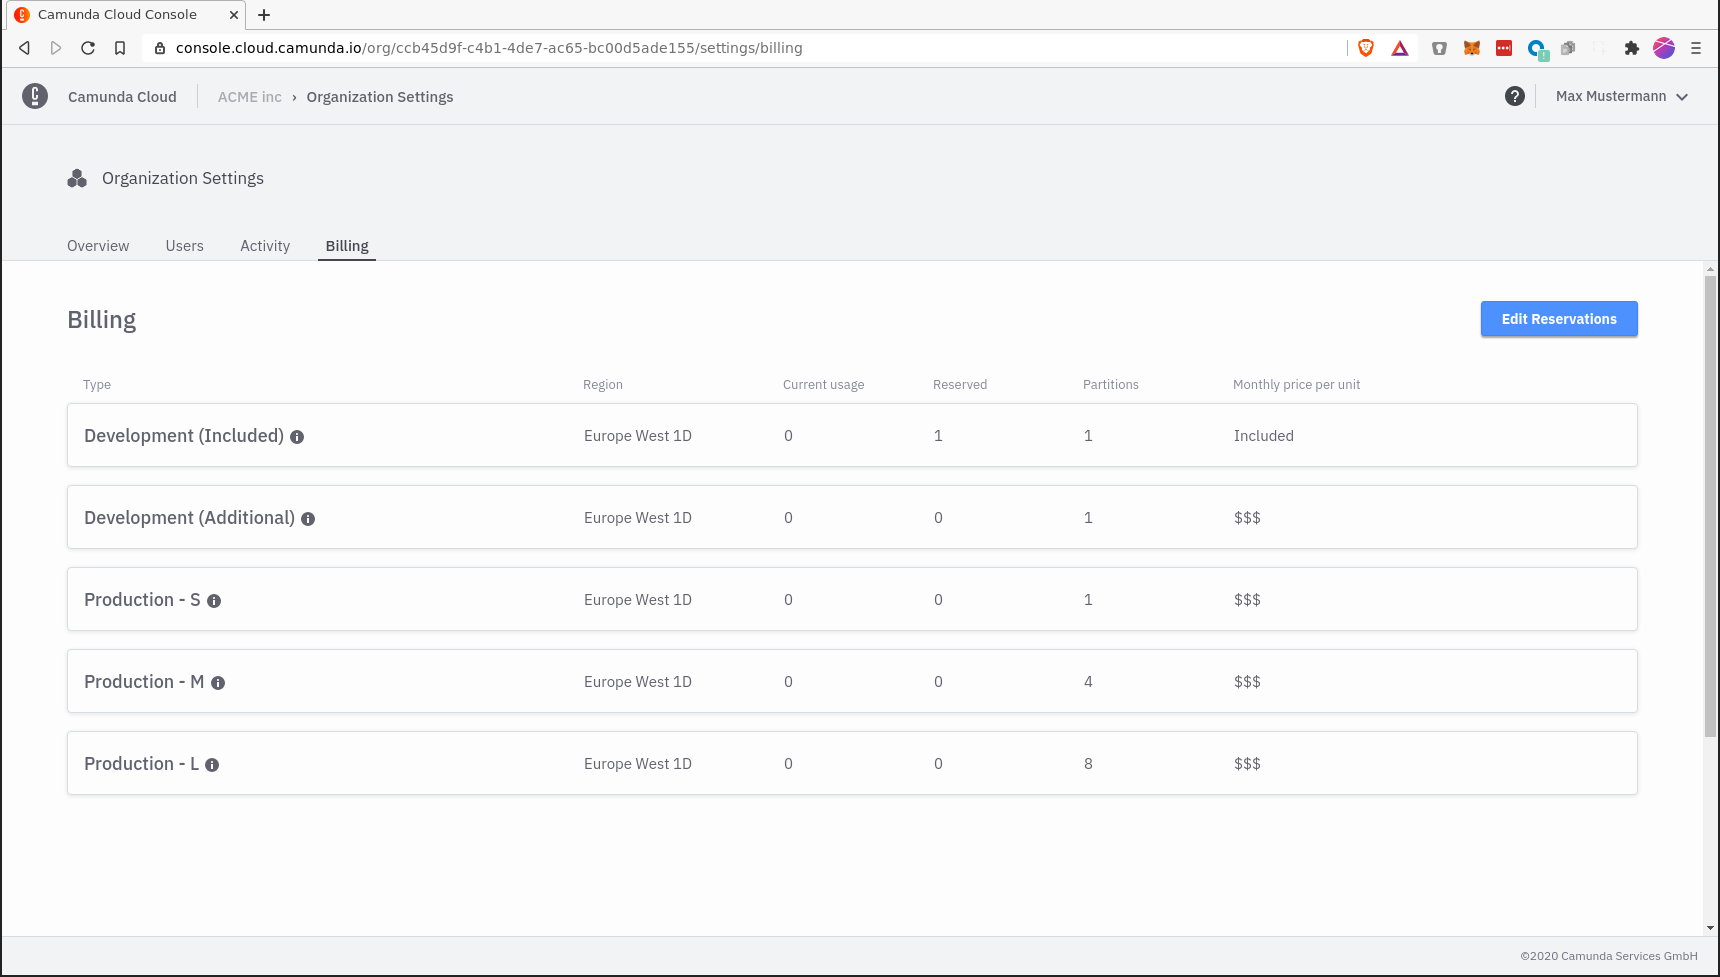 Camunda Cloud Console
console.cloud.camunda.io/org/ccb45d9f-c4b1-4de7-ac65-bc00d5ade155/settings/billing
Camunda Cloud ACME inc › Organization Settings Max Mustermann
Organization Settings
Overview Users Activity Billing
Billing Edit Reservations
Type Region Current usage Reserved Partitions Monthly price per unit
Development (Included) Europe West 1D 0 1 1 Included
Development (Additional) Europe West 1D 0 0 1 $$$
Production - S Europe West 1D 0 0 1 $$$
Production - M Europe West 1D 0 0 4 $$$
Production - L Europe West 1D 0 0 8 $$$
©2020 Camunda Services GmbH